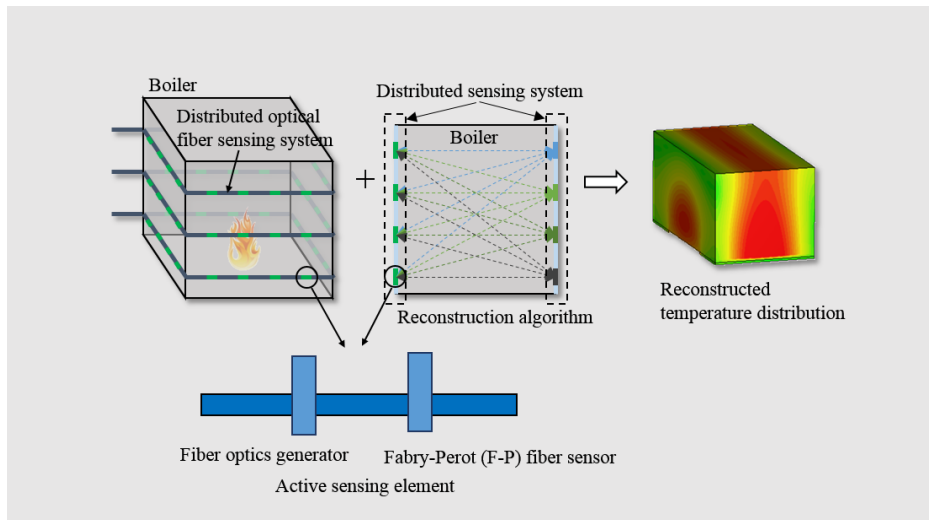 Boiler
Distributed optical
fiber sensing system
Distributed sensing system
Boiler
Reconstruction algorithm
Reconstructed
temperature distribution
Fiber optics generator
Fabry-Perot (F-P) fiber sensor
Active sensing element